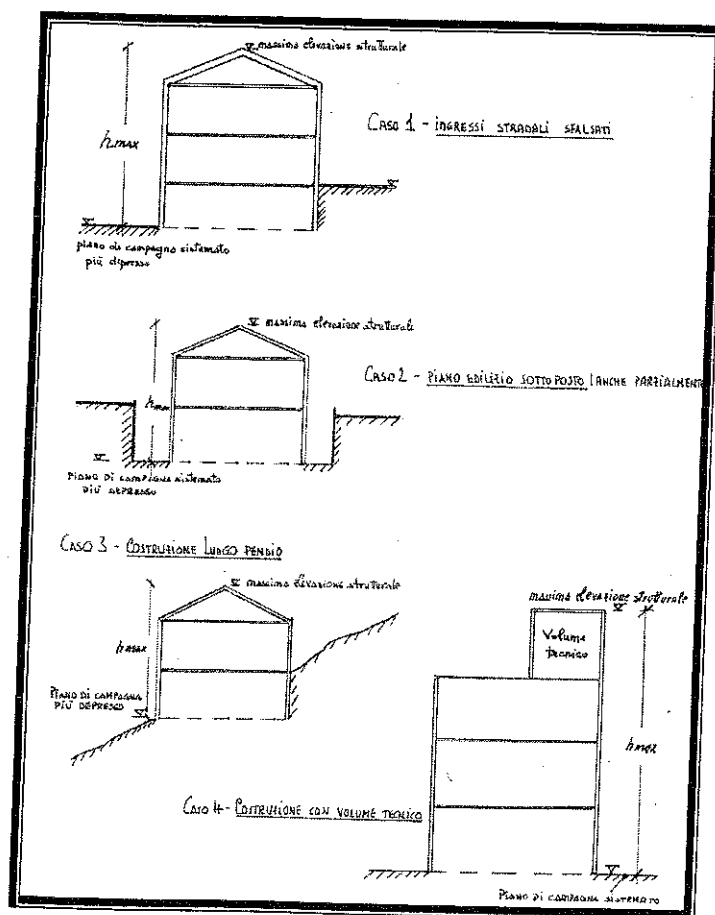 massima elevazione strutturale
hmax
CASO 1 - INGRESSI STRADALI SFALSATI
piano di campagna sistemato
più depresso
massima elevazione strutturale
hmax
CASO 2 - PIANO EDILIZIO SOTTOPOSTO (ANCHE PARZIALMENTE
PIANO DI CAMPAGNA SISTEMATO
PIÙ DEPRESSO
CASO 3 - COSTRUZIONE LUNGO PENDIO
massima elevazione strutturale
hmax
PIANO DI CAMPAGNA
PIÙ DEPRESSO
massima elevazione strutturale
Volume
tecnico
hmax
CASO 4 - COSTRUZIONE CON VOLUME TECNICO
PIANO DI CAMPAGNA SISTEMATO